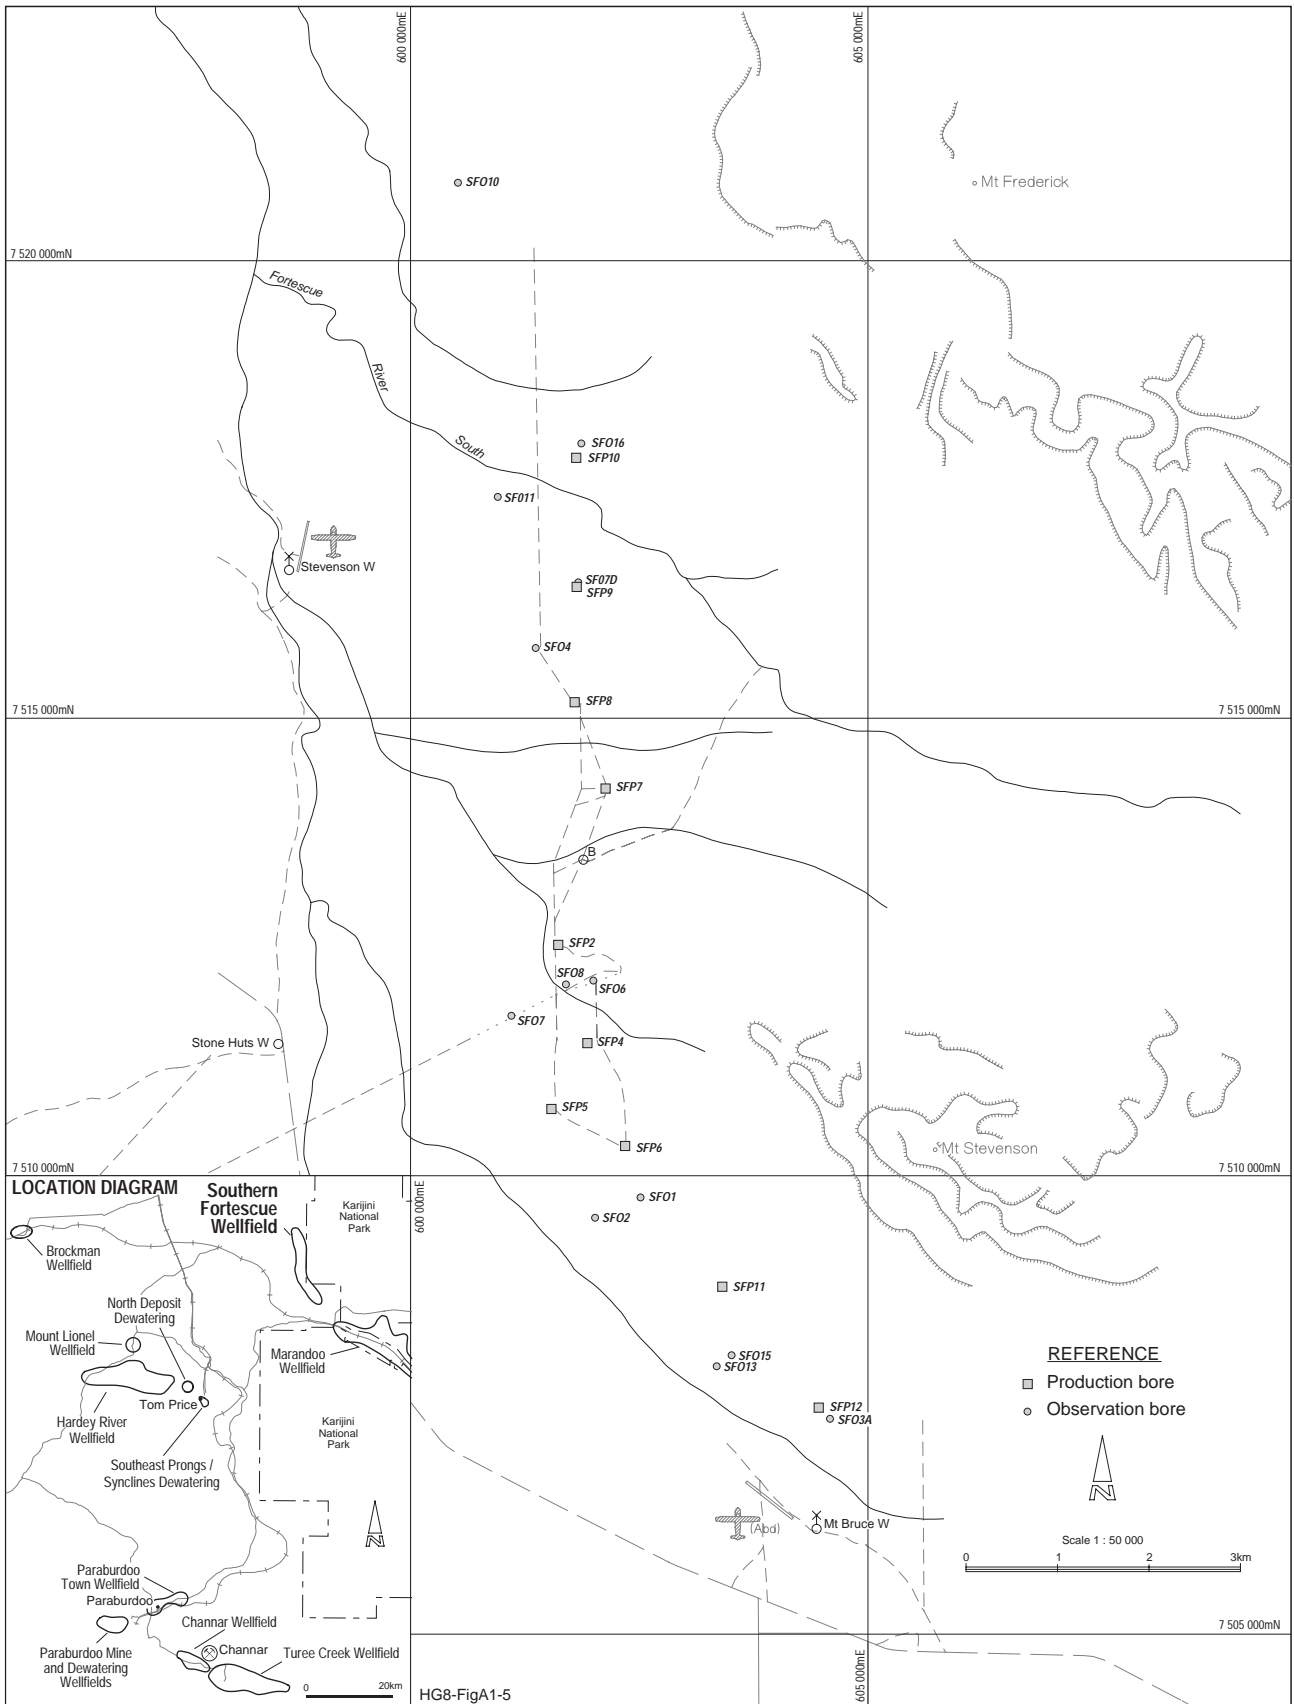 600 000mE
605 000mE
SFO10
Mt Frederick
7 520 000mN
Fortescue
River
South
SFO16
SFP10
SF011
Stevenson W
SF07D
SFP9
SFO4
SFP8
7 515 000mN
7 515 000mN
SFP7
B
SFP2
SFO8
SFO6
SFO7
Stone Huts W
SFP4
SFP5
SFP6
Mt Stevenson
7 510 000mN
7 510 000mN
LOCATION DIAGRAM
Southern
Fortescue
Wellfield
Karijini
National
Park
600 000mE
SFO1
SFO2
Brockman
Wellfield
SFP11
North Deposit
Dewatering
Mount Lionel
Wellfield
Marandoo
Wellfield
SFO15
SFO13
REFERENCE
Production bore
Observation bore
Tom Price
SFP12
SFO3A
Hardey River
Wellfield
Karijini
National
Park
Southeast Prongs /
Synclines Dewatering
N
N
(Abd)
Mt Bruce W
Scale 1 : 50 000
0 1 2 3km
Paraburdoo
Town Wellfield
Paraburdoo
Channar Wellfield
Channar
Turee Creek Wellfield
Paraburdoo Mine
and Dewatering
Wellfields
7 505 000mN
605 000mE
0 20km
HG8-FigA1-5